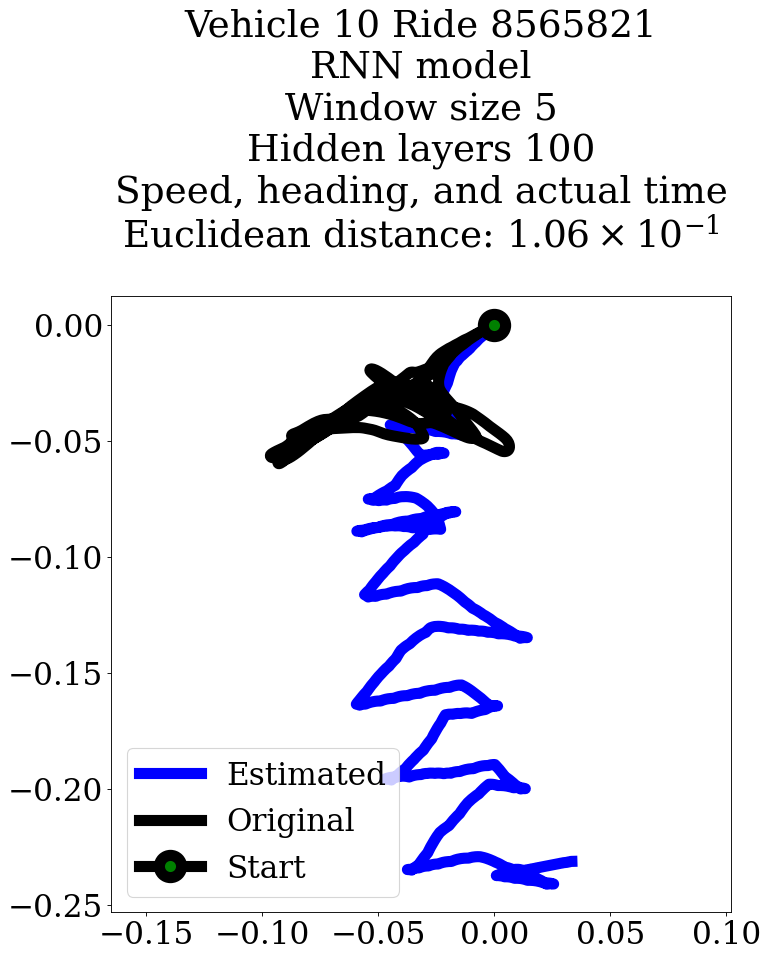 Vehicle 10 Ride 8565821
RNN model
Window size 5
Hidden layers 100
Speed, heading, and actual time
Euclidean distance: 1.06 × 10⁻¹
0.00
−0.05
−0.10
−0.15
−0.20
−0.25
Estimated
Original
Start
−0.15 −0.10 −0.05 0.00 0.05 0.10